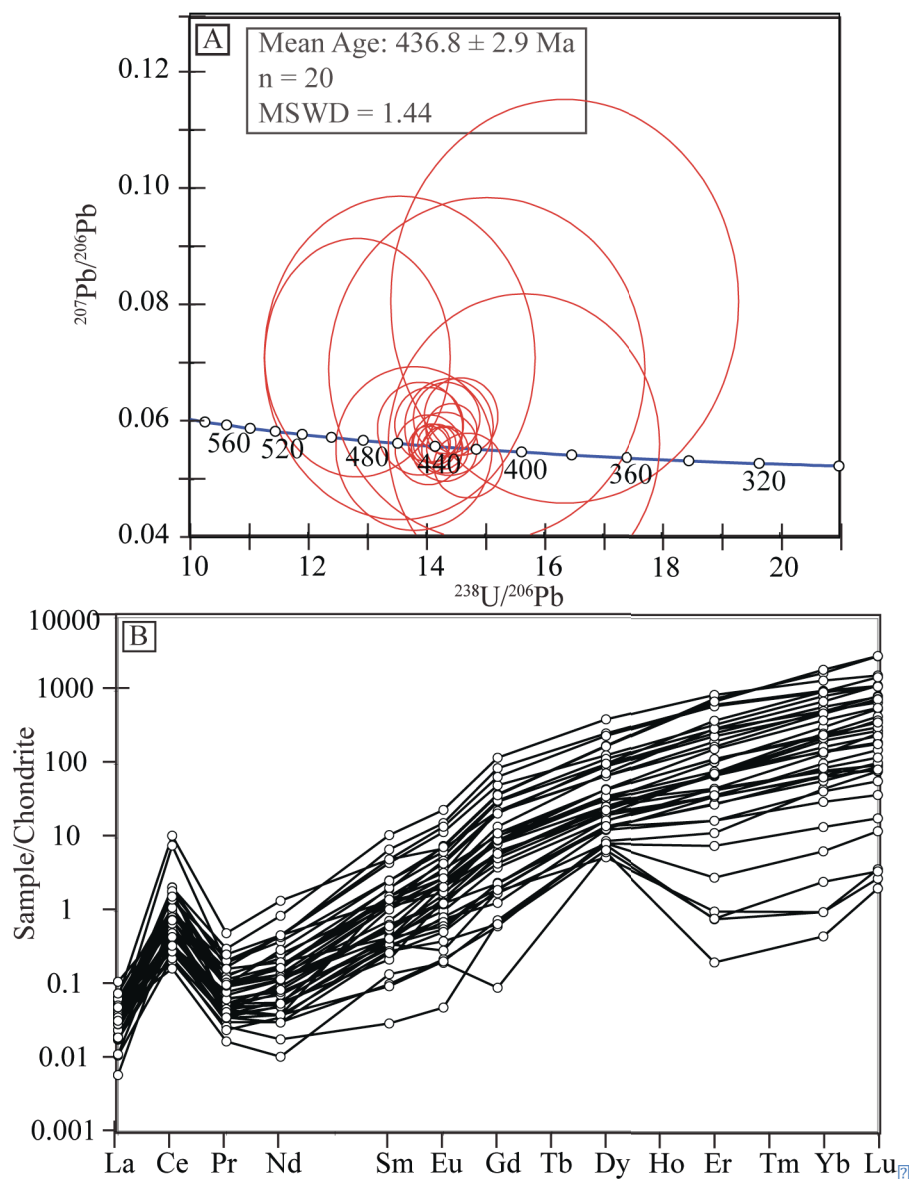 A
Mean Age: 436.8 ± 2.9 Ma
n = 20
MSWD = 1.44
0.12
0.10
0.08
0.06
0.04
²⁰⁷Pb/²⁰⁶Pb
560 520 480 440 400 360 320
10 12 14 16 18 20
²³⁸U/²⁰⁶Pb
B
10000
1000
100
10
1
0.1
0.01
0.001
Sample/Chondrite
La Ce Pr Nd Sm Eu Gd Tb Dy Ho Er Tm Yb Lu
?